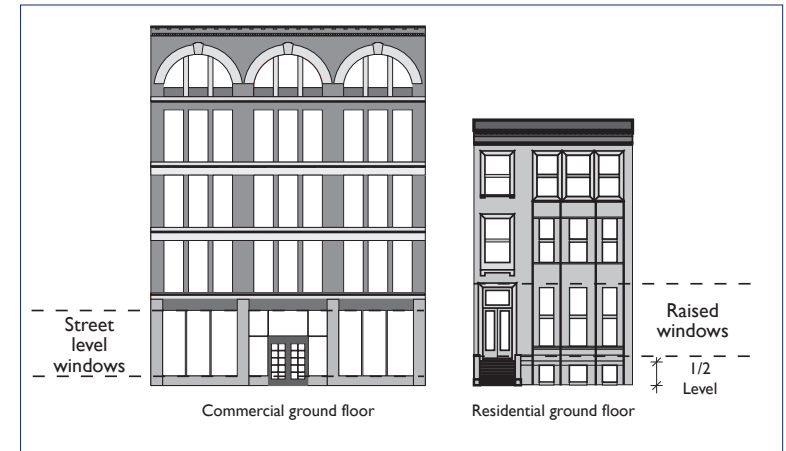 Street
level
windows
Raised
windows
1/2
Level
Commercial ground floor
Residential ground floor